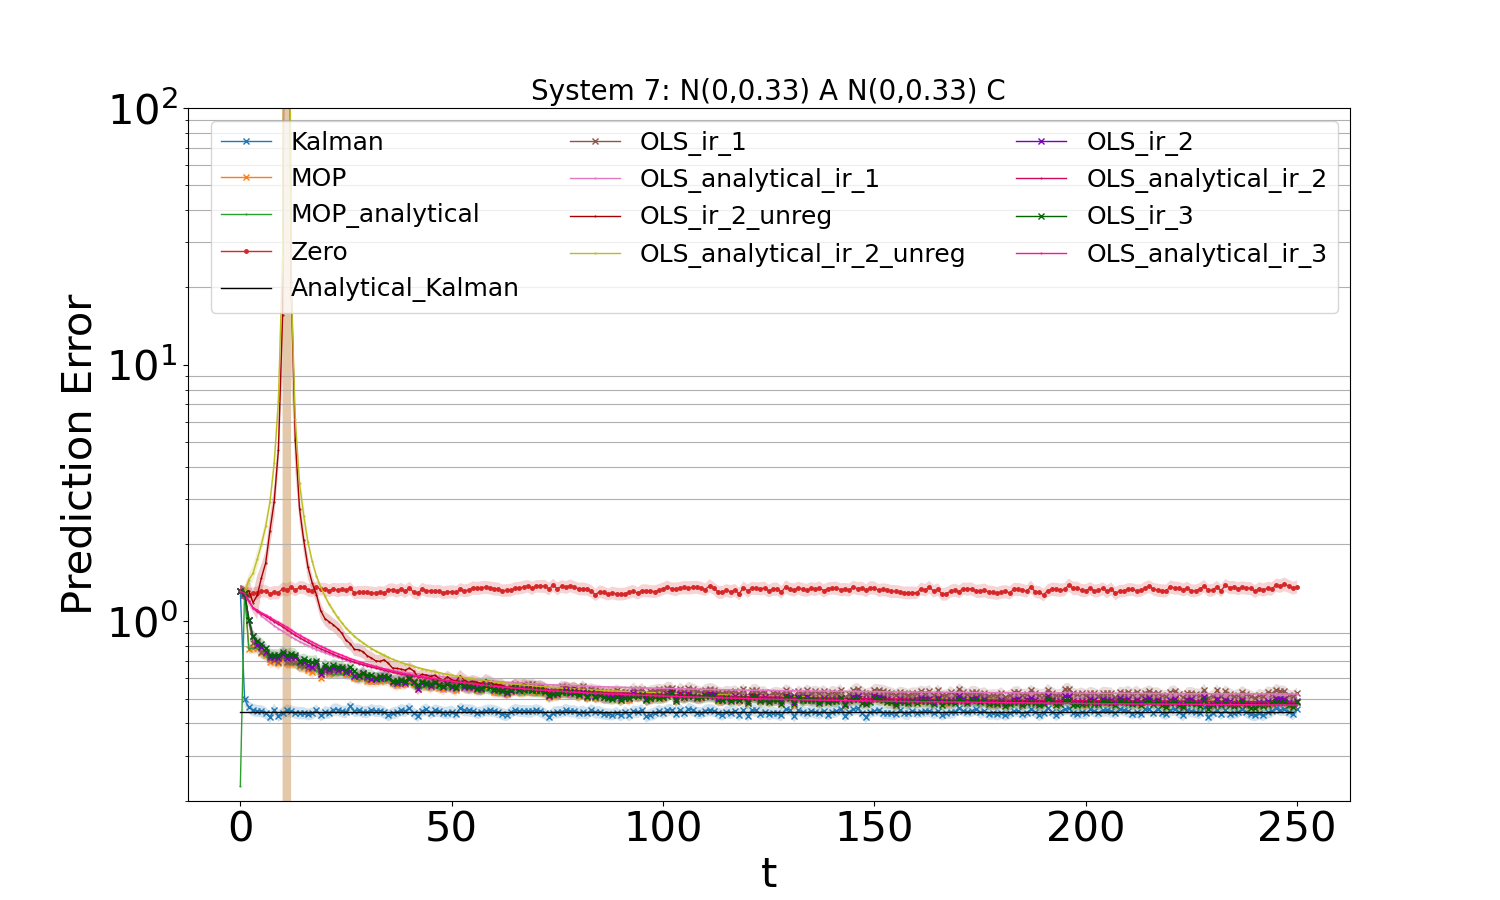 System 7: N(0,0.33) A N(0,0.33) C
Prediction Error
10²
10¹
10⁰
Kalman
MOP
MOP_analytical
Zero
Analytical_Kalman
OLS_ir_1
OLS_analytical_ir_1
OLS_ir_2_unreg
OLS_analytical_ir_2_unreg
OLS_ir_2
OLS_analytical_ir_2
OLS_ir_3
OLS_analytical_ir_3
0 50 100 150 200 250
t